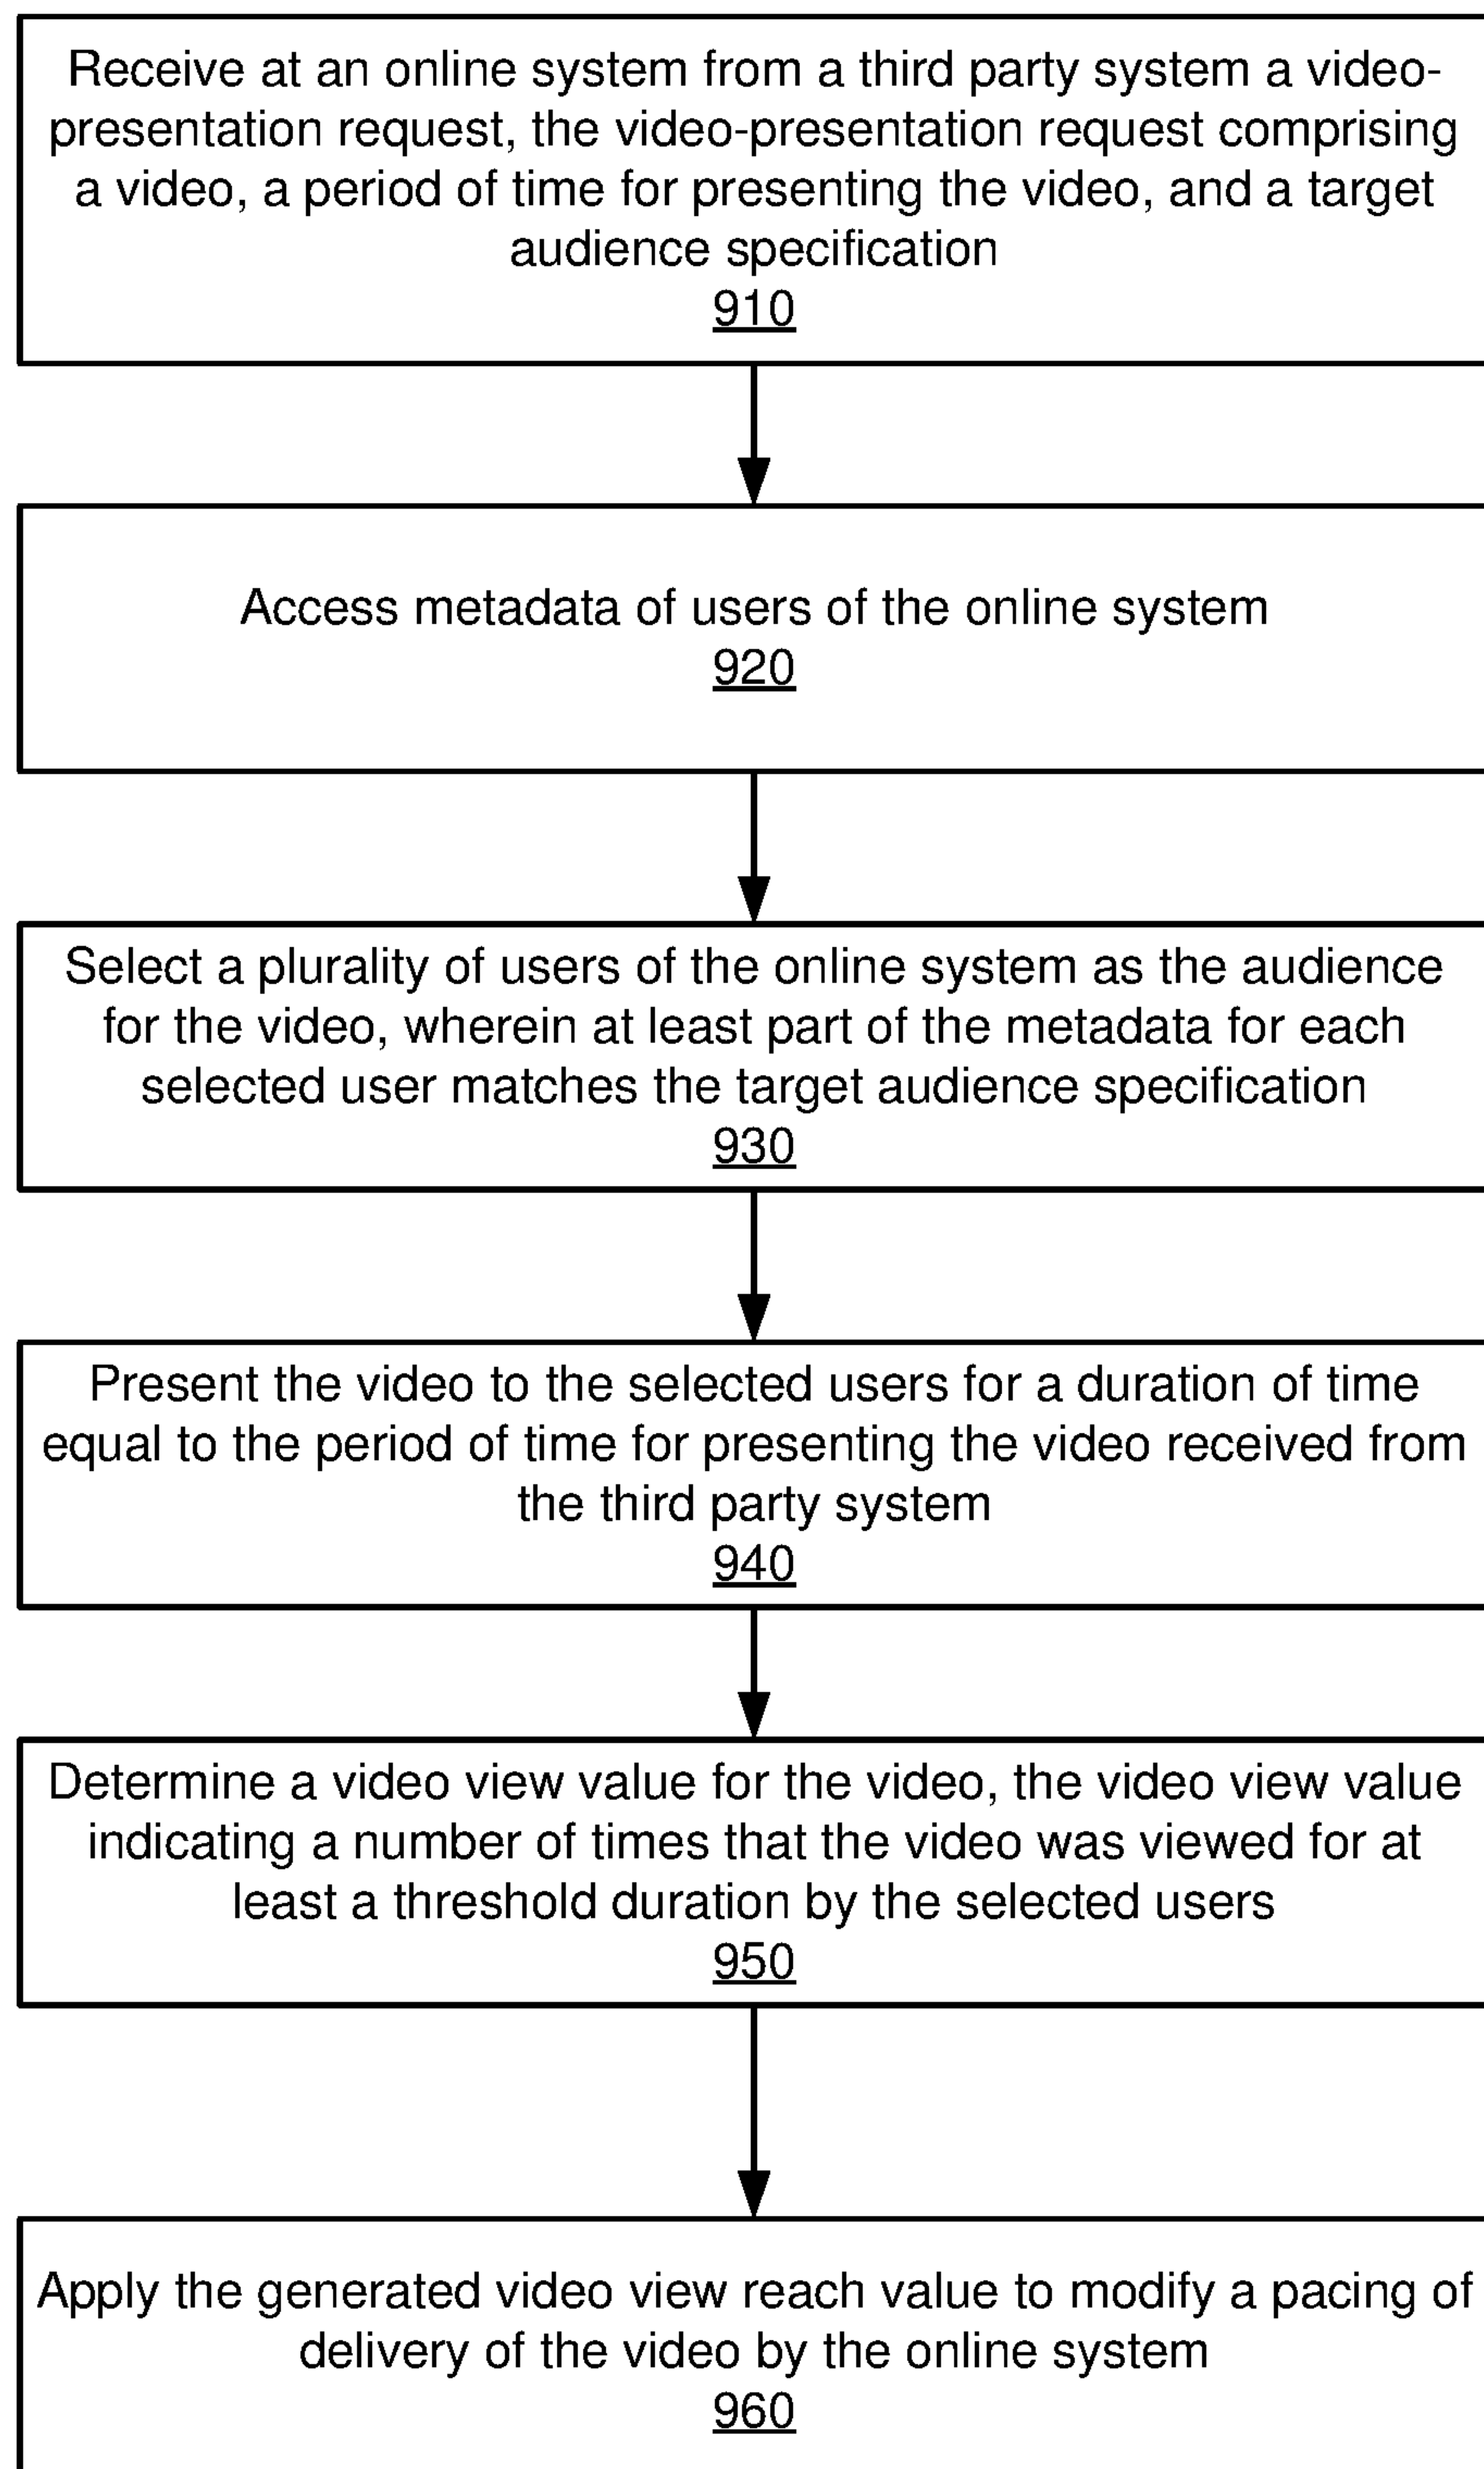 Receive at an online system from a third party system a video-
presentation request, the video-presentation request comprising
a video, a period of time for presenting the video, and a target
audience specification
910
Access metadata of users of the online system
920
Select a plurality of users of the online system as the audience
for the video, wherein at least part of the metadata for each
selected user matches the target audience specification
930
Present the video to the selected users for a duration of time
equal to the period of time for presenting the video received from
the third party system
940
Determine a video view value for the video, the video view value
indicating a number of times that the video was viewed for at
least a threshold duration by the selected users
950
Apply the generated video view reach value to modify a pacing of
delivery of the video by the online system
960